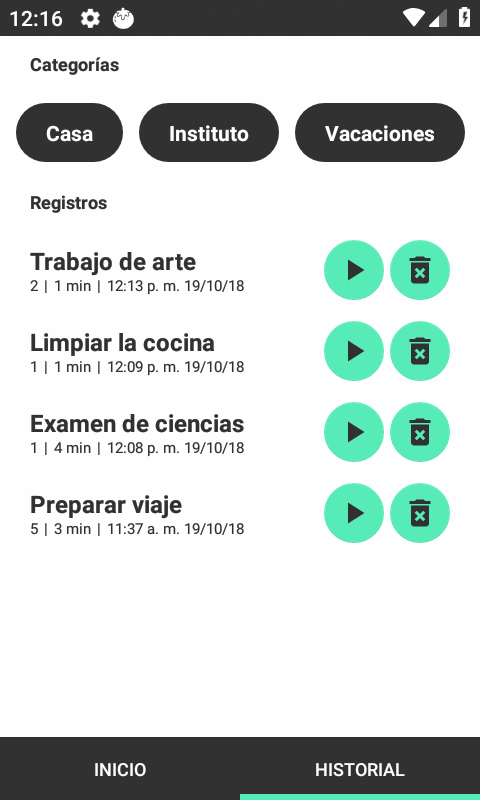 12:16
Categorías
Casa Instituto Vacaciones
Registros
Trabajo de arte
2 | 1 min | 12:13 p. m. 19/10/18
Limpiar la cocina
1 | 1 min | 12:09 p. m. 19/10/18
Examen de ciencias
1 | 4 min | 12:08 p. m. 19/10/18
Preparar viaje
5 | 3 min | 11:37 a. m. 19/10/18
INICIO HISTORIAL